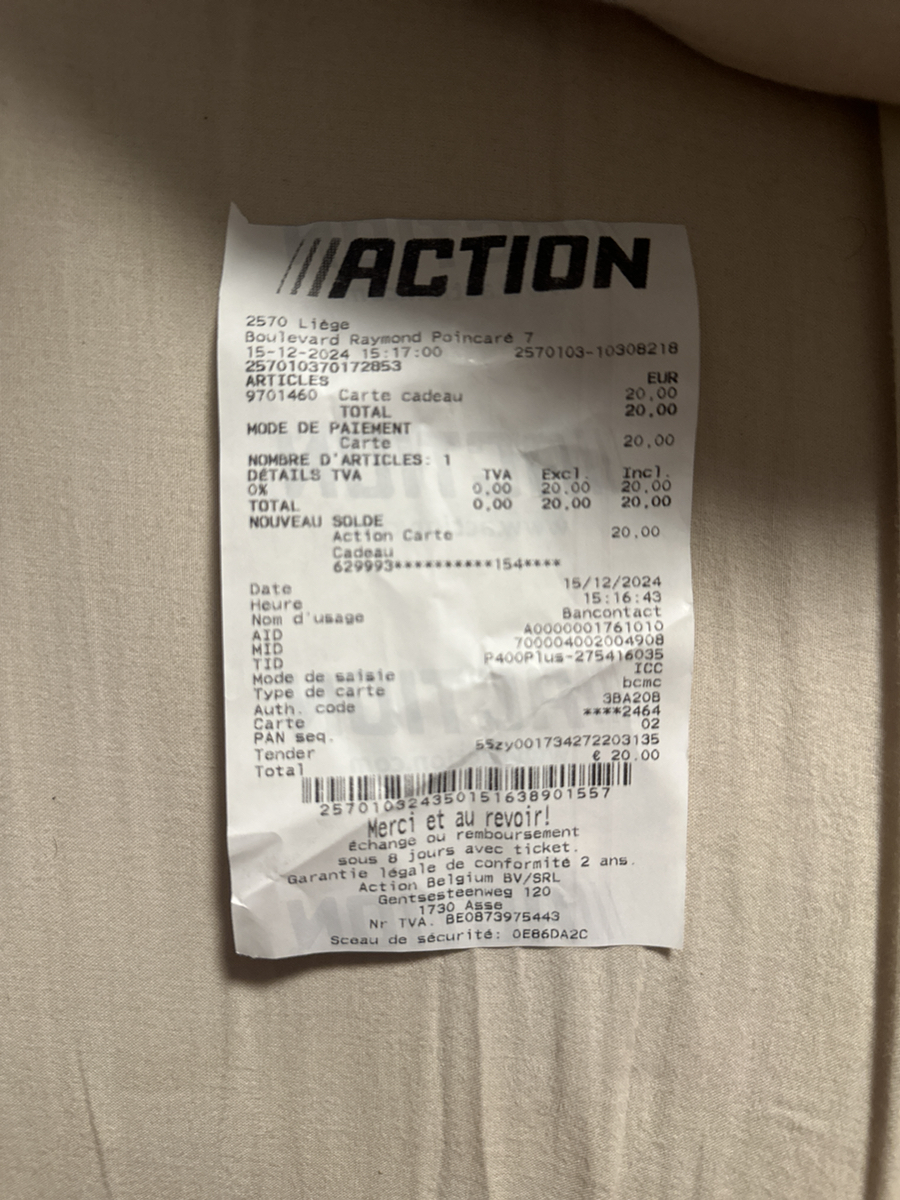 ACTION
2570 Liège
Boulevard Raymond Poincaré 7
15-12-2024 15:17:00 2570103-10308218
257010370172853
ARTICLES EUR
9701460 Carte cadeau 20,00
TOTAL 20,00
MODE DE PAIEMENT
Carte 20,00
NOMBRE D'ARTICLES: 1
DÉTAILS TVA TVA Excl. Incl.
0% 0,00 20,00 20,00
TOTAL 0,00 20,00 20,00
NOUVEAU SOLDE
Action Carte 20,00
Cadeau
629993**********154****
Date 15/12/2024
Heure 15:16:43
Nom d'usage Bancontact
AID A0000001761010
MID 700004002004908
TID P400Plus-275416035
Mode de saisie ICC
Type de carte bcmc
Auth. code 3BA20B
Carte ****2464
PAN seq. 02
Tender 55zy001734272203135
Total € 20.00
2570103243501516389015​57
Merci et au revoir!
échange ou remboursement
sous 8 jours avec ticket.
Garantie légale de conformité 2 ans.
Action Belgium BV/SRL
Gentsesteenweg 120
1730 Asse
Nr TVA. BE0873975443
Sceau de sécurité: 0E86DA2C